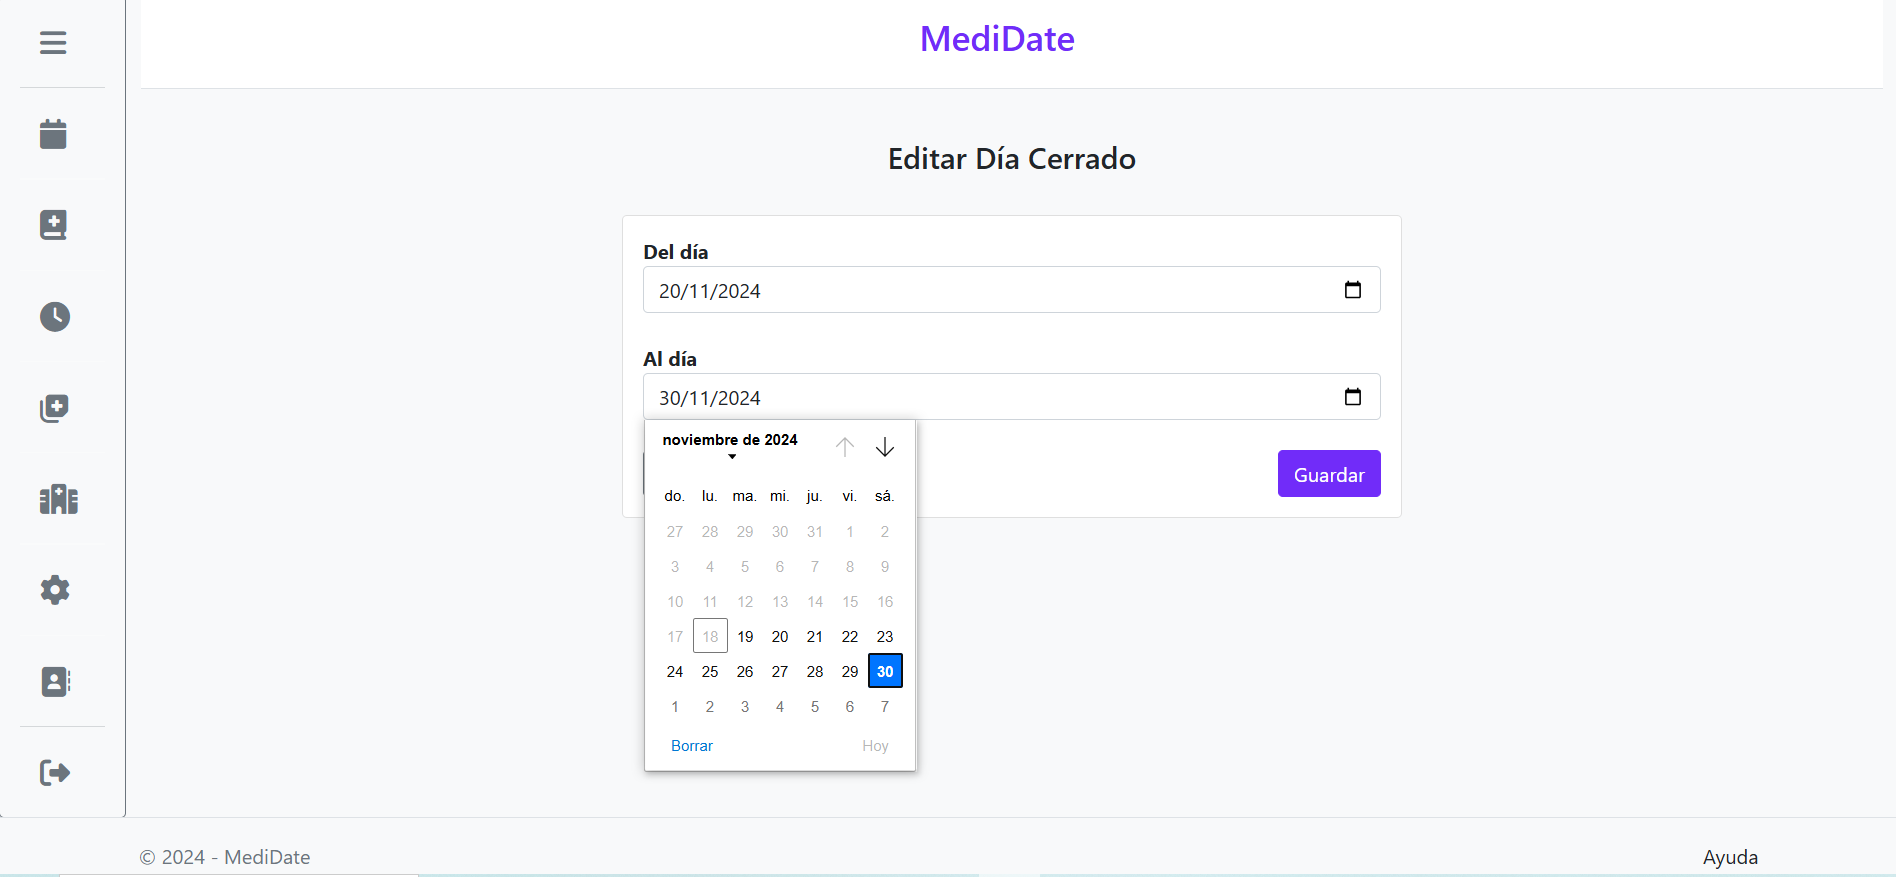 MediDate
Editar Día Cerrado
Del día
20/11/2024
Al día
30/11/2024
noviembre de 2024
do. lu. ma. mi. ju. vi. sá.
27 28 29 30 31 1 2
3 4 5 6 7 8 9
10 11 12 13 14 15 16
17 18 19 20 21 22 23
24 25 26 27 28 29 30
1 2 3 4 5 6 7
Borrar Hoy
Guardar
© 2024 - MediDate
Ayuda